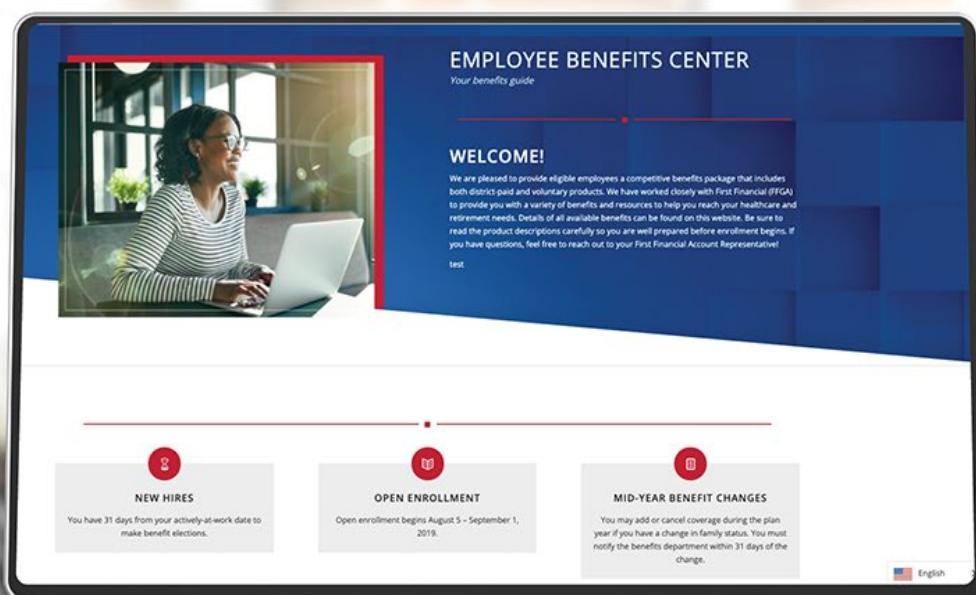 EMPLOYEE BENEFITS CENTER
Your benefits guide
WELCOME!
We are pleased to provide eligible employees a competitive benefits package that includes
both district-paid and voluntary products. We have worked closely with First Financial (FFGA)
to provide you with a variety of benefits and resources to help you reach your healthcare and
retirement needs. Details of all available benefits can be found on this website. Be sure to
read the product descriptions carefully so you are well prepared before enrollment begins. If
you have questions, feel free to reach out to your First Financial Account Representative!
test
NEW HIRES
You have 31 days from your actively-at-work date to
make benefit elections.
OPEN ENROLLMENT
Open enrollment begins August 5 – September 1,
2019.
MID-YEAR BENEFIT CHANGES
You may add or cancel coverage during the plan
year if you have a change in family status. You must
notify the benefits department within 31 days of the
change.
English